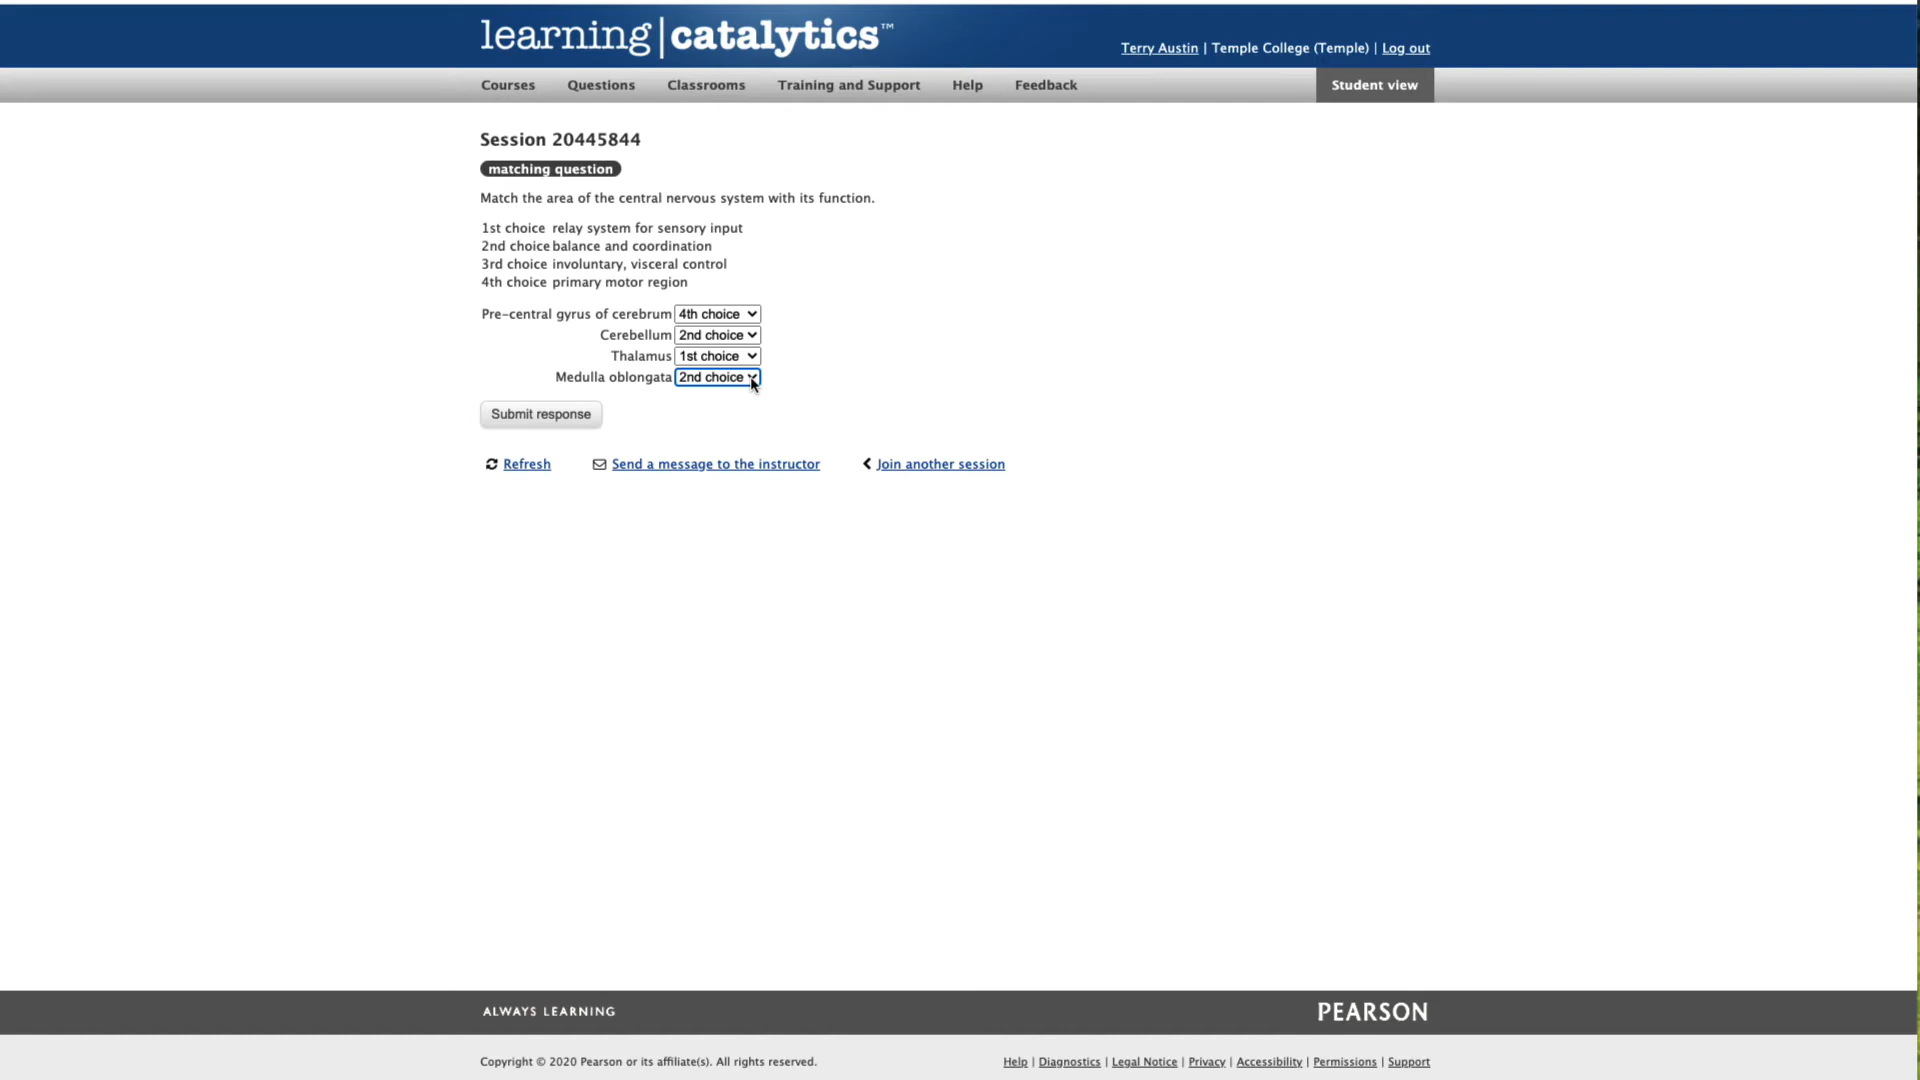 learning|catalytics™
Terry Austin | Temple College (Temple) | Log out
Courses Questions Classrooms Training and Support Help Feedback Student view
Session 20445844
matching question
Match the area of the central nervous system with its function.
1st choice relay system for sensory input
2nd choice balance and coordination
3rd choice involuntary, visceral control
4th choice primary motor region
Pre-central gyrus of cerebrum 4th choice
Cerebellum 2nd choice
Thalamus 1st choice
Medulla oblongata 2nd choice
Submit response
Refresh Send a message to the instructor Join another session
ALWAYS LEARNING PEARSON
Copyright © 2020 Pearson or its affiliate(s). All rights reserved. Help | Diagnostics | Legal Notice | Privacy | Accessibility | Permissions | Support